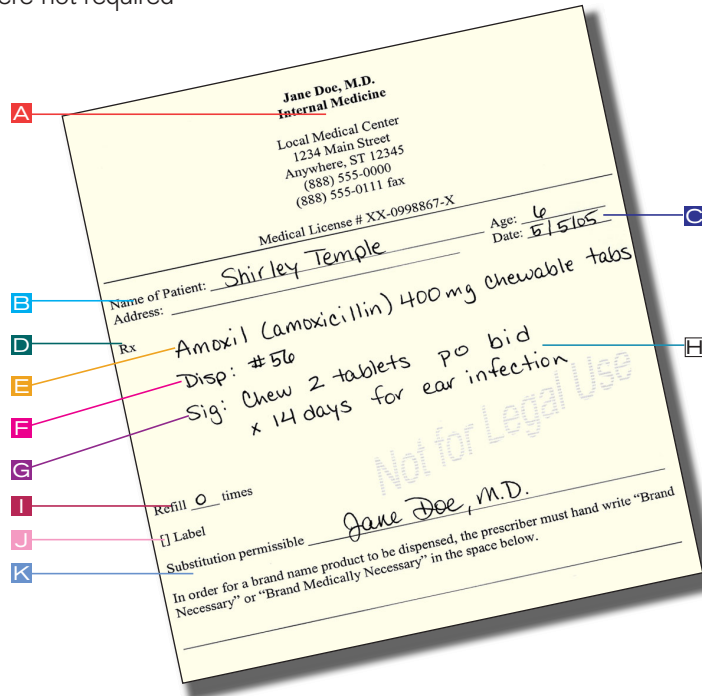 ere not required
A
Jane Doe, M.D.
Internal Medicine
Local Medical Center
1234 Main Street
Anywhere, ST 12345
(888) 555-0000
(888) 555-0111 fax
Medical License # XX-0998867-X
C
Age: 6
Date: 5/5/05
B
Name of Patient: Shirley Temple
Address:
D
Rx
E
Amoxil (amoxicillin) 400mg chewable tabs
F
Disp: #56
H
G
Sig: Chew 2 tablets po bid
x 14 days for ear infection
Not for Legal Use
I
Refill 0 times
J
[] Label
K
Substitution permissible Jane Doe, M.D.
In order for a brand name product to be dispensed, the prescriber must hand write “Brand
Necessary” or “Brand Medically Necessary” in the space below.